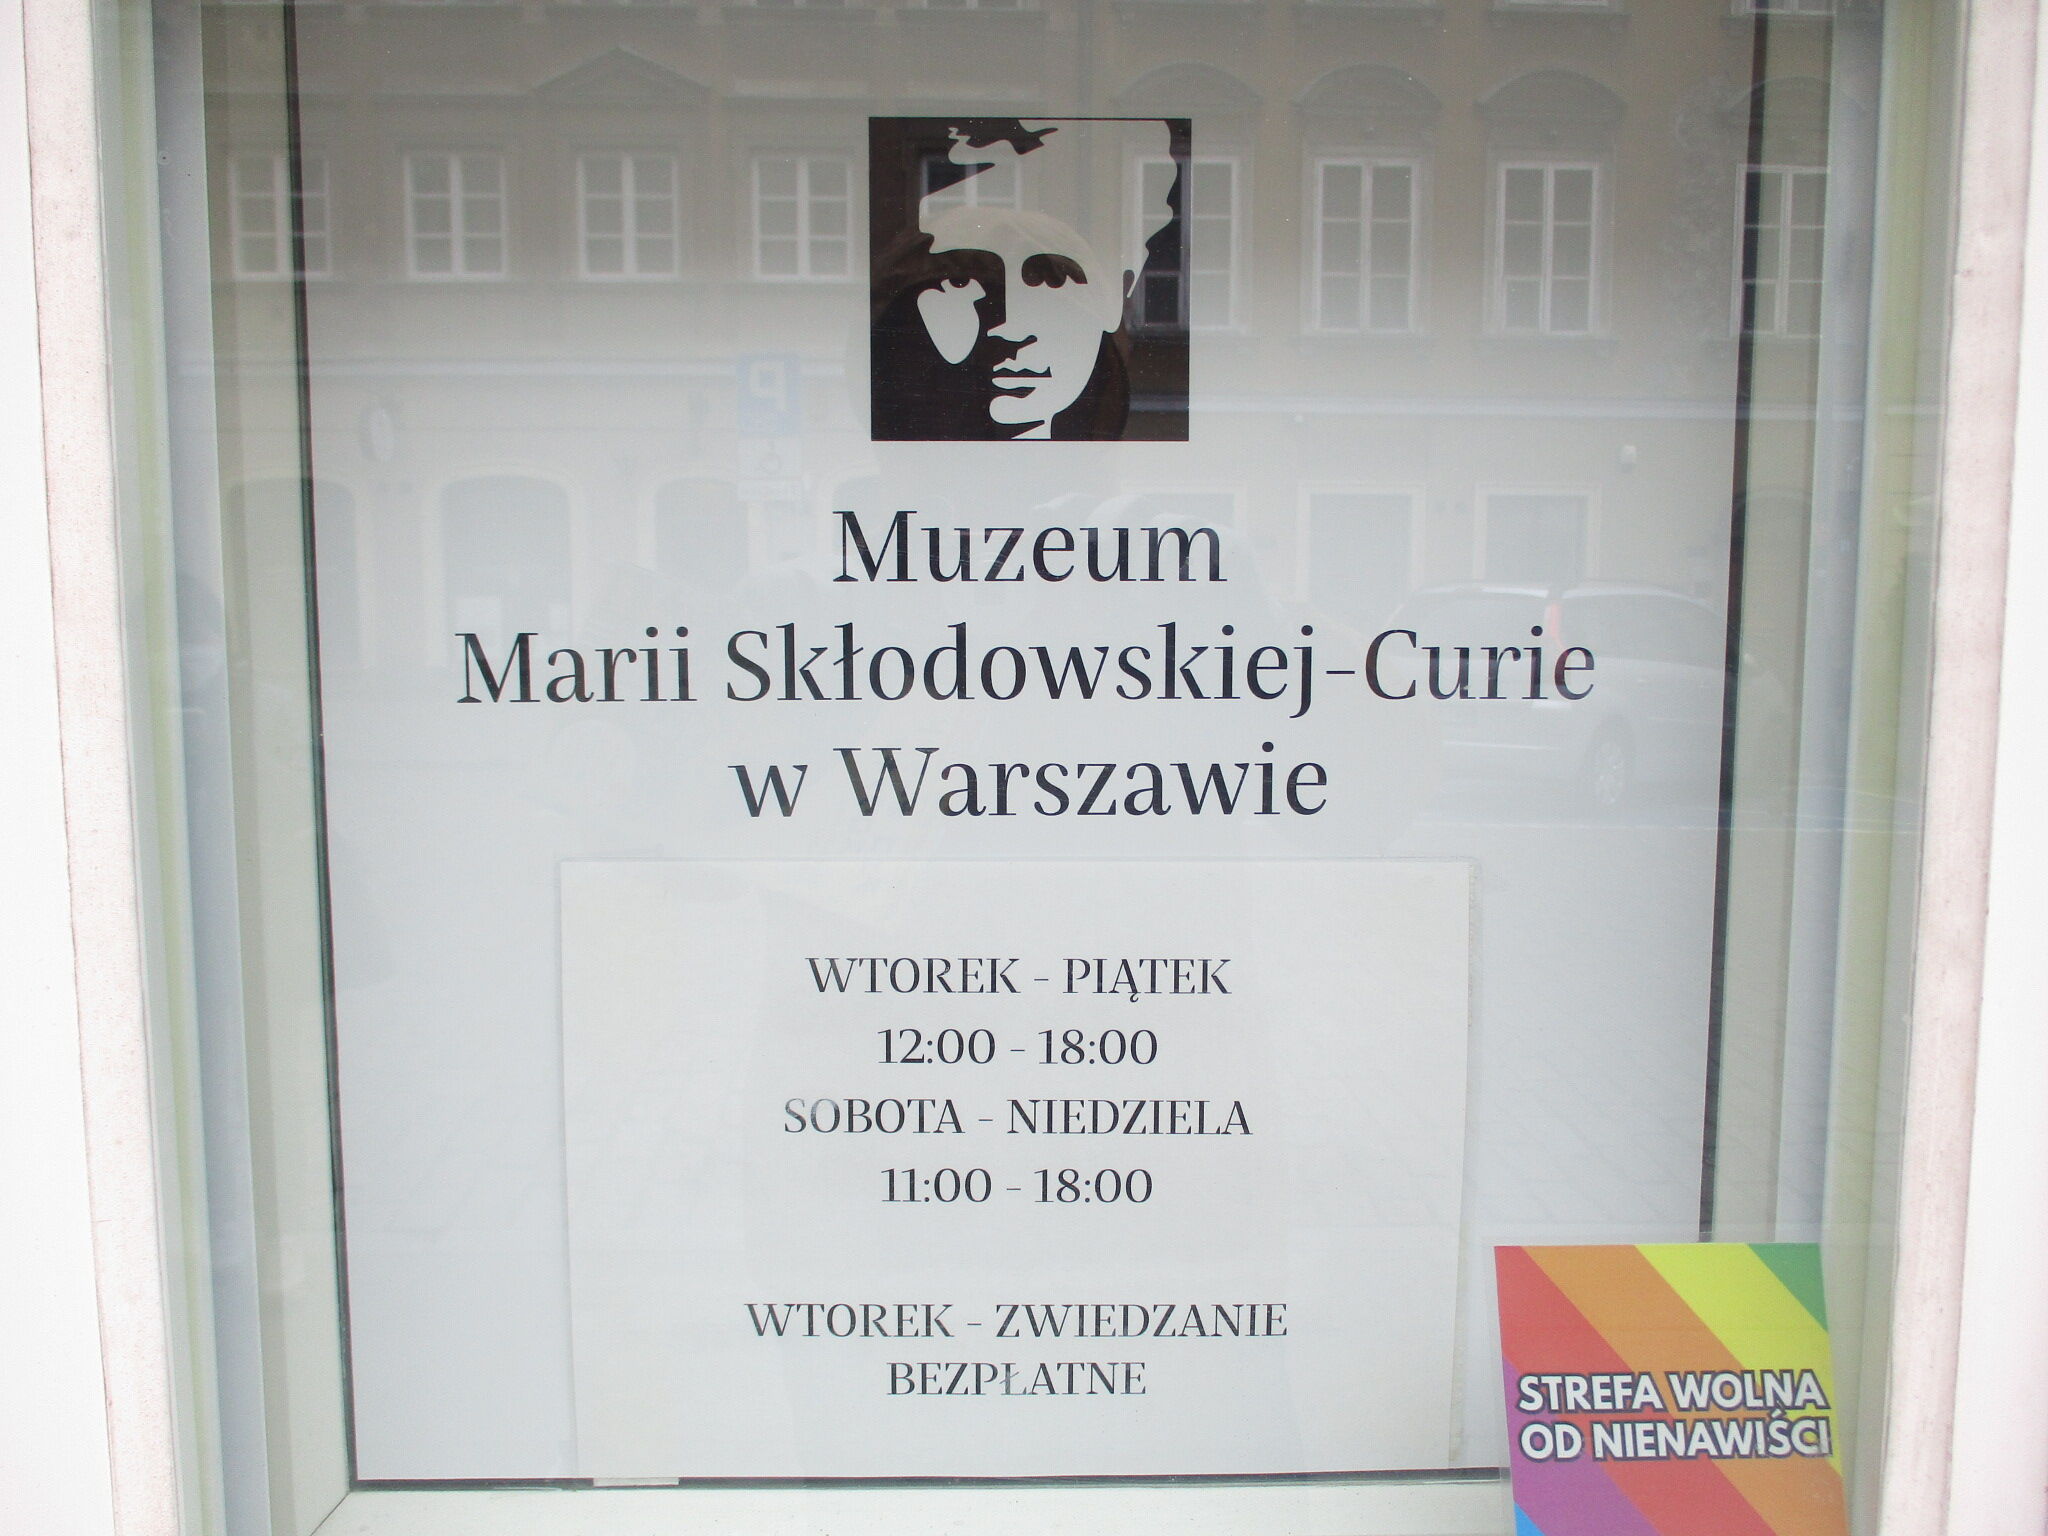 Muzeum
Marii Skłodowskiej-Curie
w Warszawie
WTOREK - PIĄTEK
12:00 - 18:00
SOBOTA - NIEDZIELA
11:00 - 18:00
WTOREK - ZWIEDZANIE
BEZPŁATNE
STREFA WOLNA
OD NIENAWIŚCI